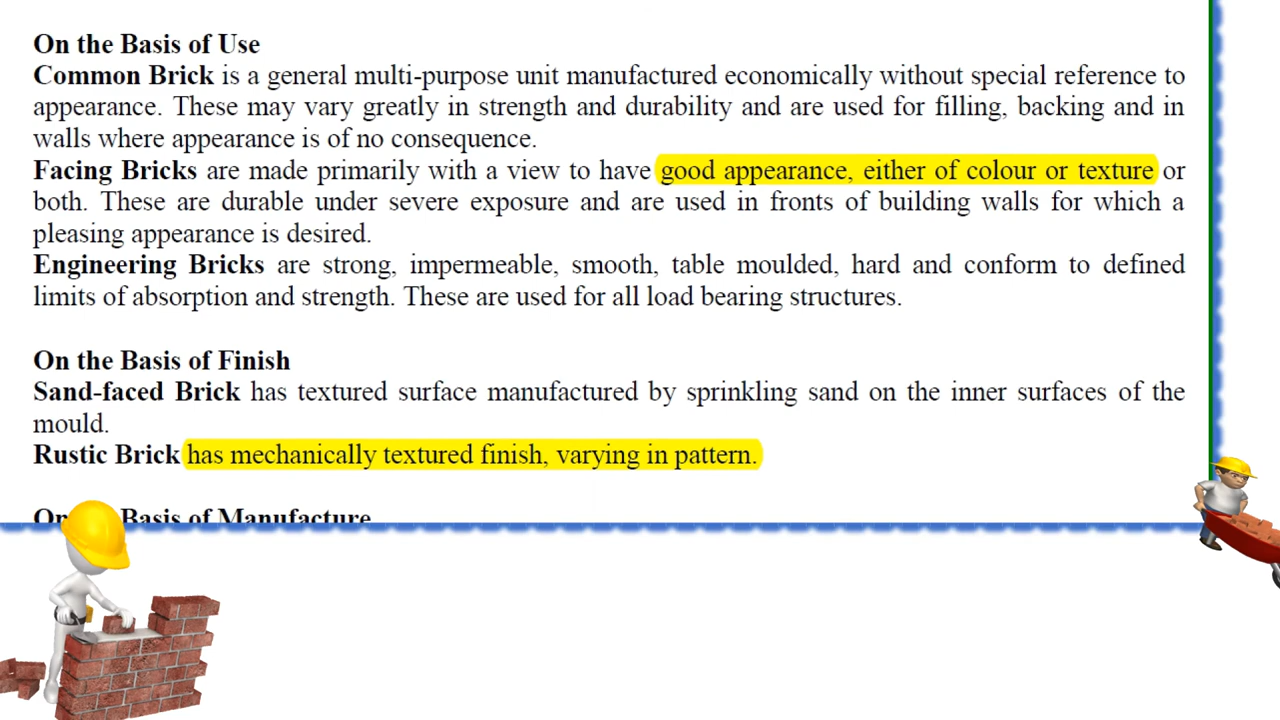 On the Basis of Use
Common Brick is a general multi-purpose unit manufactured economically without special reference to
appearance. These may vary greatly in strength and durability and are used for filling, backing and in
walls where appearance is of no consequence.
Facing Bricks are made primarily with a view to have good appearance, either of colour or texture or
both. These are durable under severe exposure and are used in fronts of building walls for which a
pleasing appearance is desired.
Engineering Bricks are strong, impermeable, smooth, table moulded, hard and conform to defined
limits of absorption and strength. These are used for all load bearing structures.
On the Basis of Finish
Sand-faced Brick has textured surface manufactured by sprinkling sand on the inner surfaces of the
mould.
Rustic Brick has mechanically textured finish, varying in pattern.
Basis of Manufacture